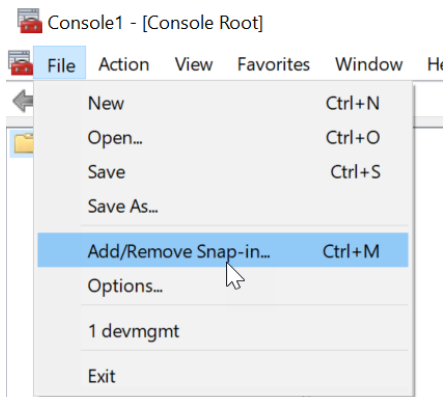 Console1 - [Console Root]
File Action View Favorites Window
New Ctrl+N
Open... Ctrl+O
Save Ctrl+S
Save As...
Add/Remove Snap-in... Ctrl+M
Options...
1 devmgmt
Exit